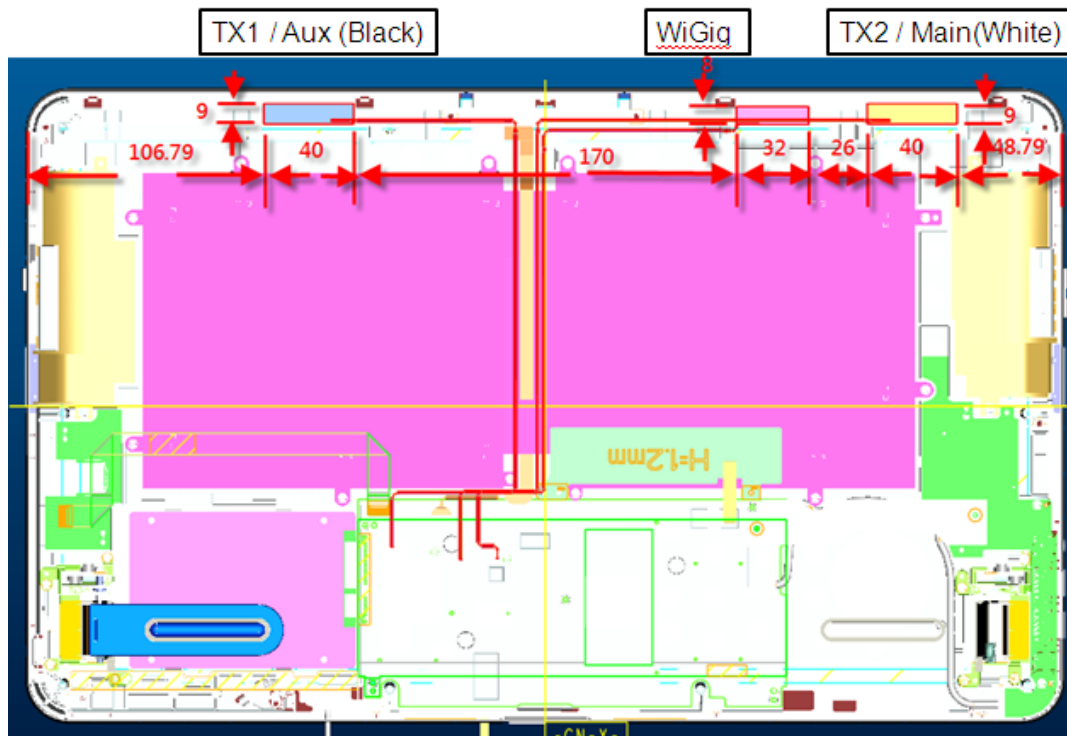 TX1 / Aux (Black)
WiGig
TX2 / Main(White)
8
9
9
106.79
40
170
32
26
40
48.79
H=1.2mm
-CN-X-